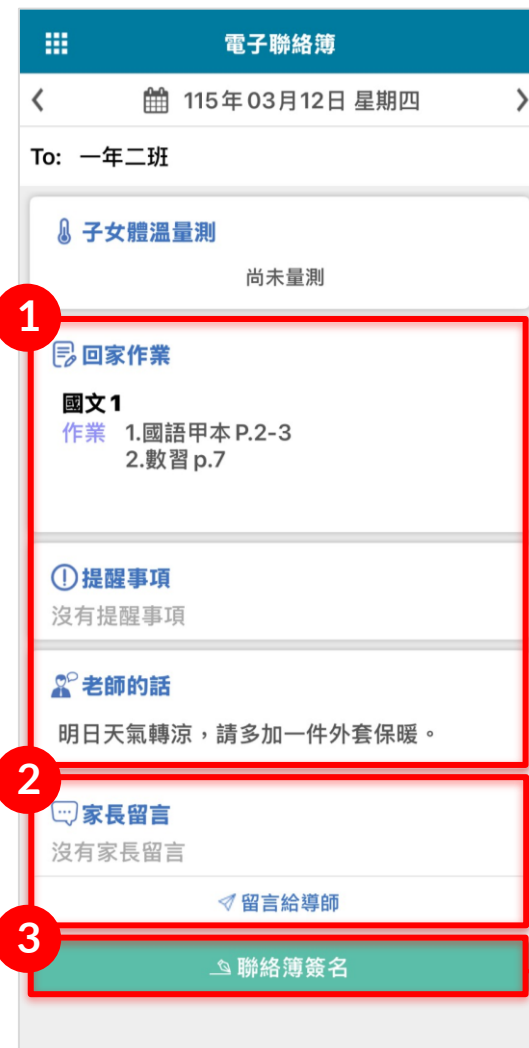 電子聯絡簿
115年03月12日 星期四
To: 一年二班
子女體溫量測
尚未量測
1
回家作業
國文1
作業 1.國語甲本P.2-3
2.數習p.7
提醒事項
沒有提醒事項
老師的話
明日天氣轉涼，請多加一件外套保暖。
2
家長留言
沒有家長留言
留言給導師
3
聯絡簿簽名